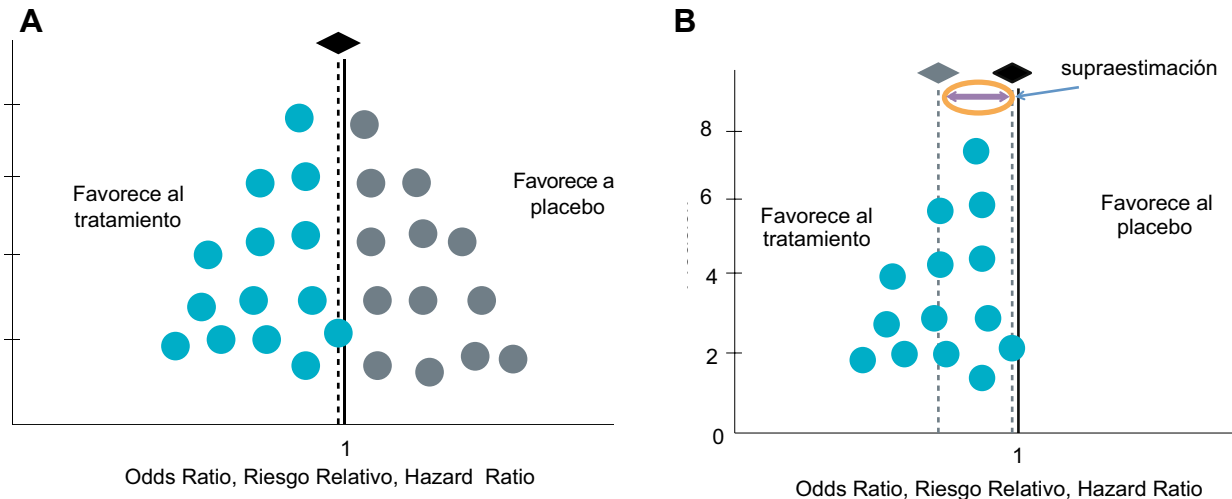 A
Favorece al
tratamiento
Favorece a
placebo
1
Odds Ratio, Riesgo Relativo, Hazard Ratio
B
supraestimación
8
6
4
2
0
Favorece al
tratamiento
Favorece al
placebo
1
Odds Ratio, Riesgo Relativo, Hazard Ratio